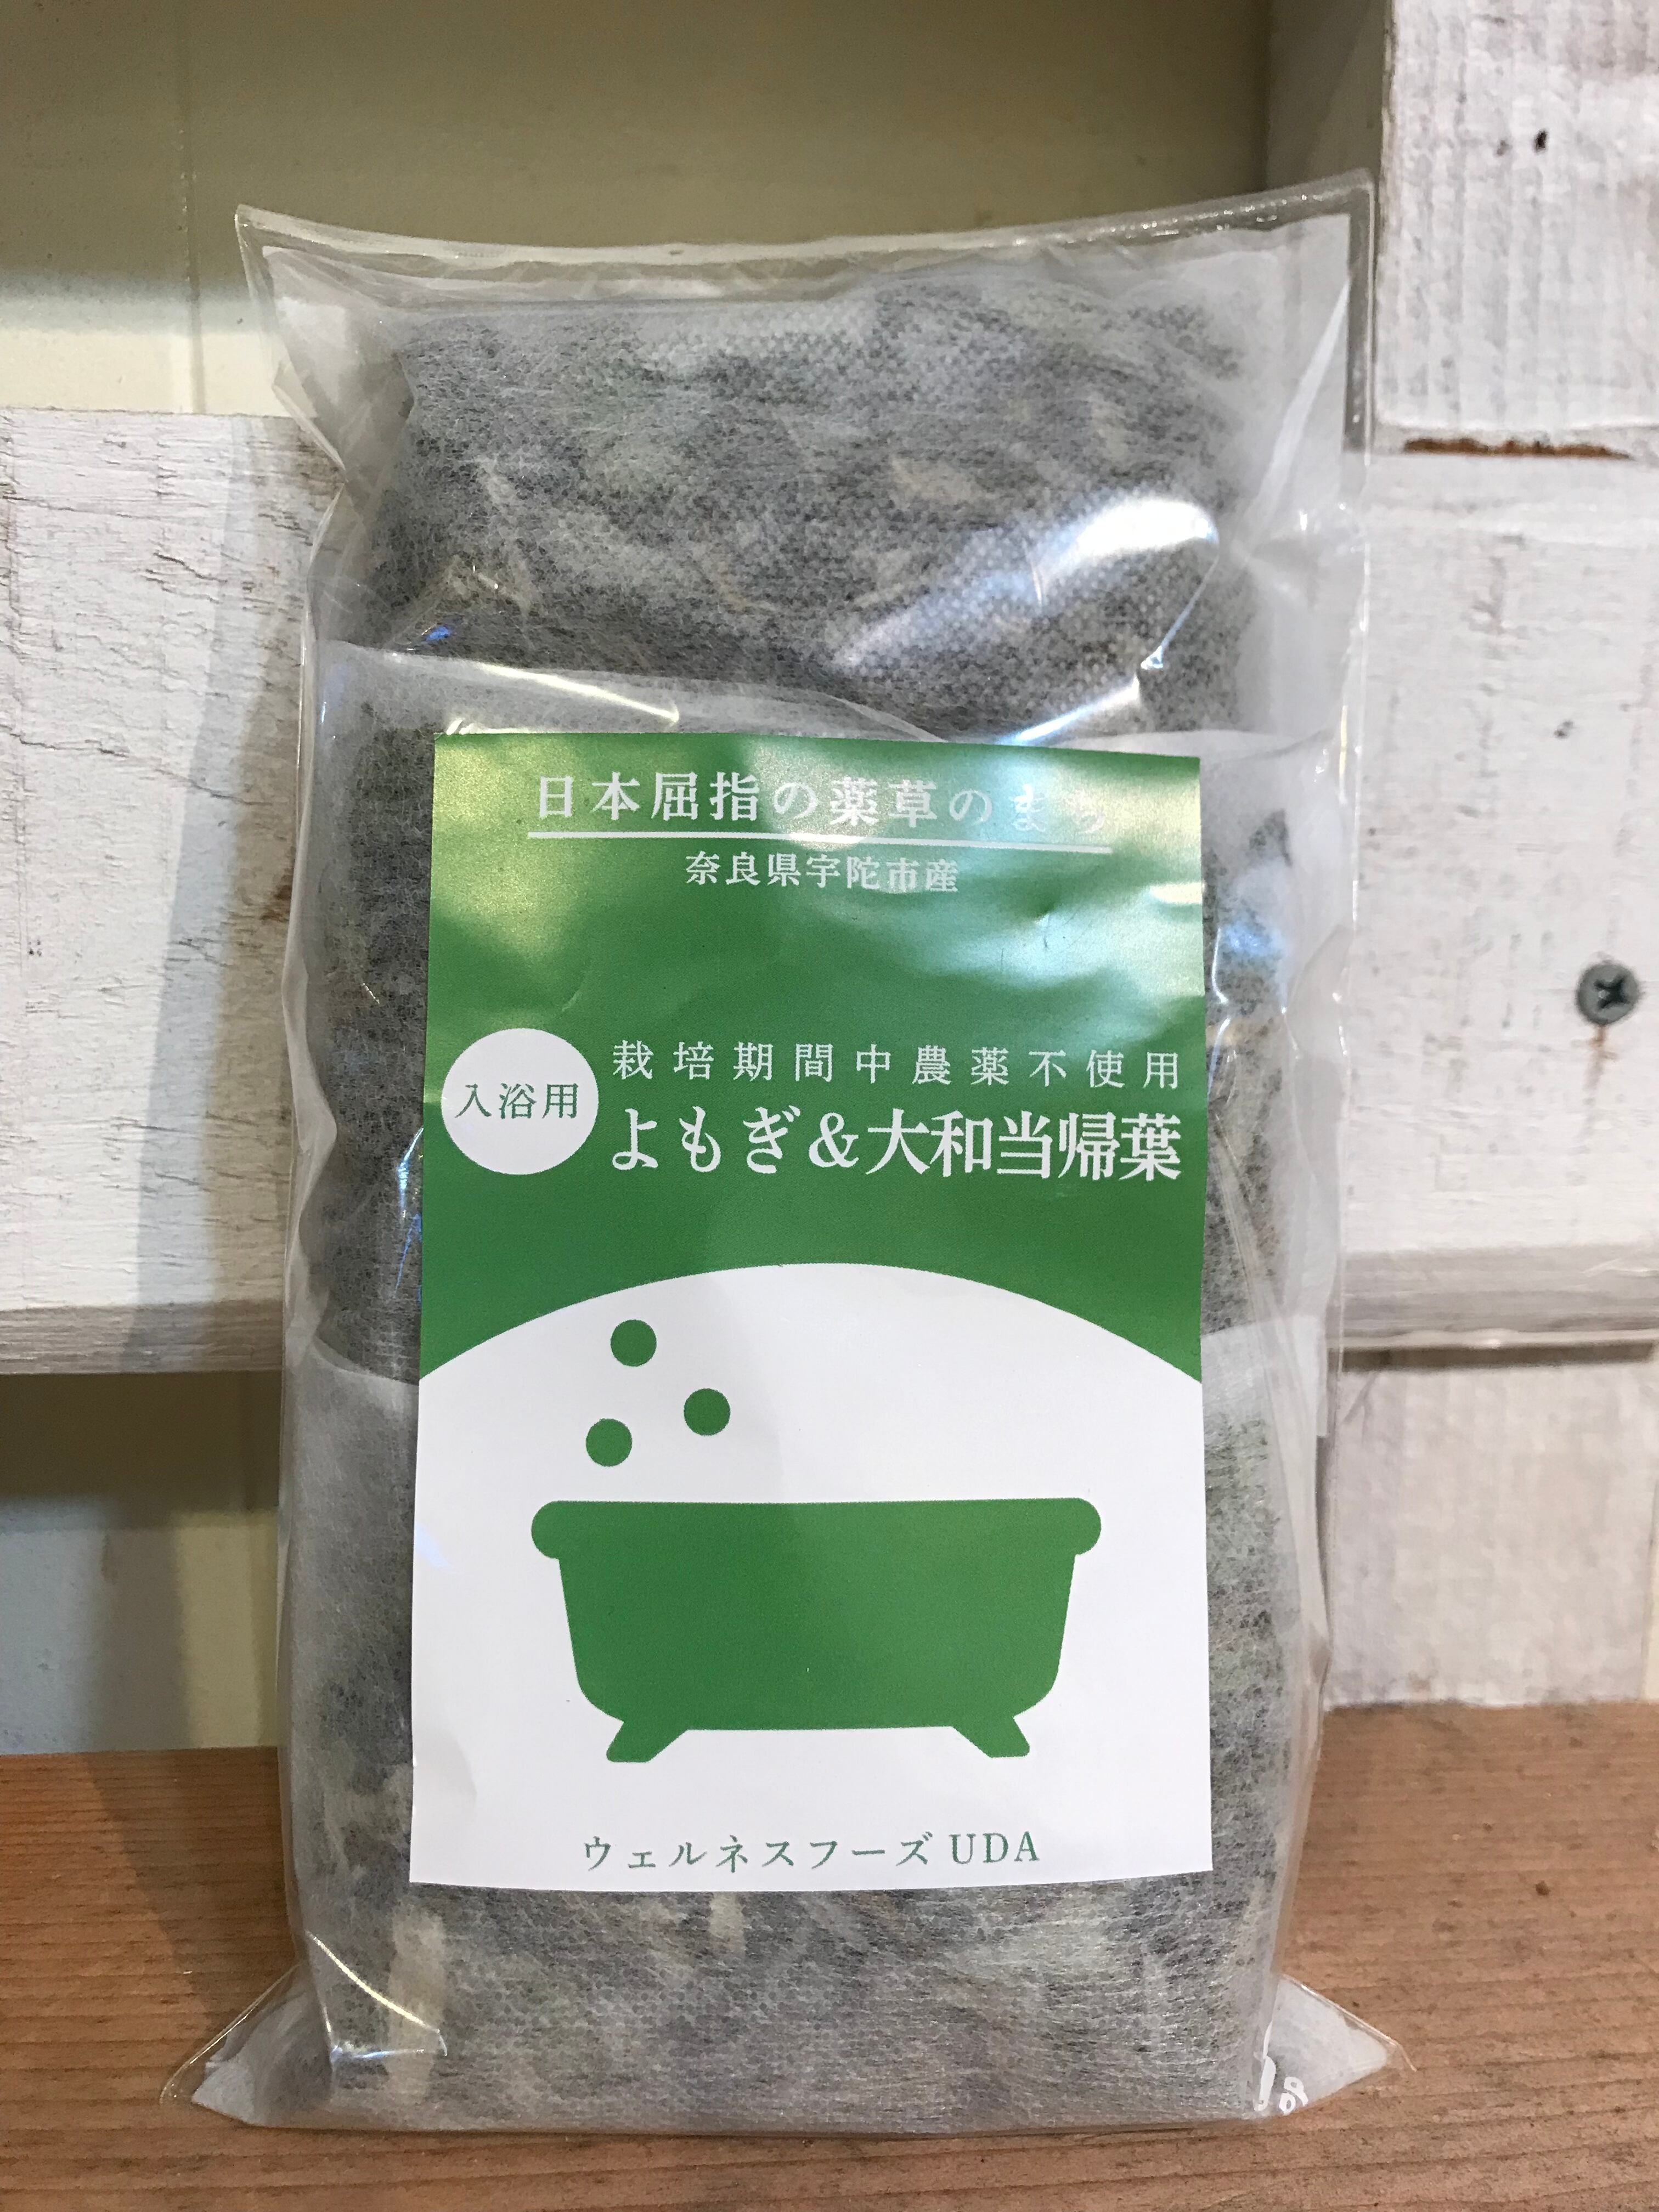 日本屈指の薬草のまち
奈良県宇陀市産
栽培期間中農薬不使用
入浴用
よもぎ&大和当帰葉
ウェルネスフーズUDA